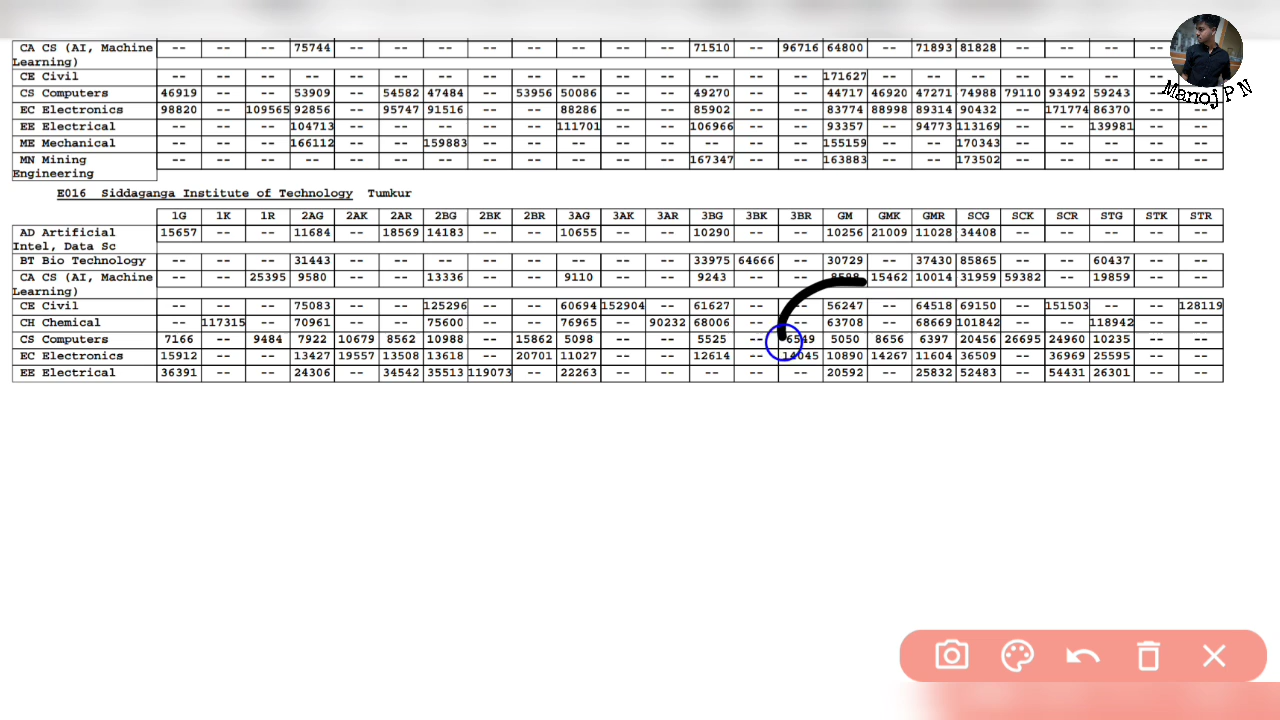 CA CS (AI, Machine Learning) -- -- -- 75744 -- -- -- -- -- -- -- -- 71510 -- 96716 64800 -- 71893 81828
CE Civil -- -- -- -- -- -- -- -- -- -- -- -- -- -- -- 171627 -- -- -- -- -- -- --
CS Computers 46919 -- -- 53909 -- 54582 47484 -- 53956 50086 -- -- 49270 -- -- 44717 46920 47271 74988 79110 93492 59243 --
EC Electronics 98820 -- 109565 92856 -- 95747 91516 -- -- 88286 -- -- 85902 -- -- 83774 88998 89314 90432 -- 171774 86370
EE Electrical -- -- -- 104713 -- -- -- -- -- 111701 -- -- 106966 -- -- 93357 -- 94773 113169 -- -- 139981 -- --
ME Mechanical -- -- -- 166112 -- -- 159883 -- -- -- -- -- -- -- -- 155159 -- -- 170343 -- -- -- -- --
MN Mining Engineering -- -- -- -- -- -- -- -- -- -- -- -- 167347 -- -- 163883 -- -- 173502 -- -- -- -- --
E016 Siddaganga Institute of Technology Tumkur
1G 1K 1R 2AG 2AK 2AR 2BG 2BK 2BR 3AG 3AK 3AR 3BG 3BK 3BR GM GMK GMR SCG SCK SCR STG STK STR
AD Artificial Intel, Data Sc 15657 -- -- 11684 -- 18569 14183 -- -- 10655 -- -- 10290 -- -- 10256 21009 11028 34408 -- -- -- -- --
BT Bio Technology -- -- -- 31443 -- -- -- -- -- -- -- -- 33975 64666 -- 30729 -- 37430 85865 -- -- 60437 -- --
CA CS (AI, Machine Learning) -- -- 25395 9580 -- -- 13336 -- -- 9110 -- -- 9243 -- -- 15462 10014 31959 59382 -- 19859 -- --
CE Civil -- -- -- 75083 -- -- 125296 -- -- 60694 152904 -- 61627 -- -- 56247 -- 64518 69150 -- 151503 -- -- 128119
CH Chemical -- 117315 -- 70961 -- -- 75600 -- -- 76965 -- 90232 68006 -- -- 63708 -- 68669 101842 -- -- 118942 -- --
CS Computers 7166 -- 9484 7922 10679 8562 10988 -- 15862 5098 -- -- 5525 -- 6549 5050 8656 6397 20456 26695 24960 10235 -- --
EC Electronics 15912 -- -- 13427 19557 13508 13618 -- 20701 11027 -- -- 12614 -- 14045 10890 14267 11604 36509 -- 36969 25595 -- --
EE Electrical 36391 -- -- 24306 -- 34542 35513 119073 -- 22263 -- -- -- -- -- 20592 -- 25832 52483 -- 54431 26301 -- --
Manoj P N